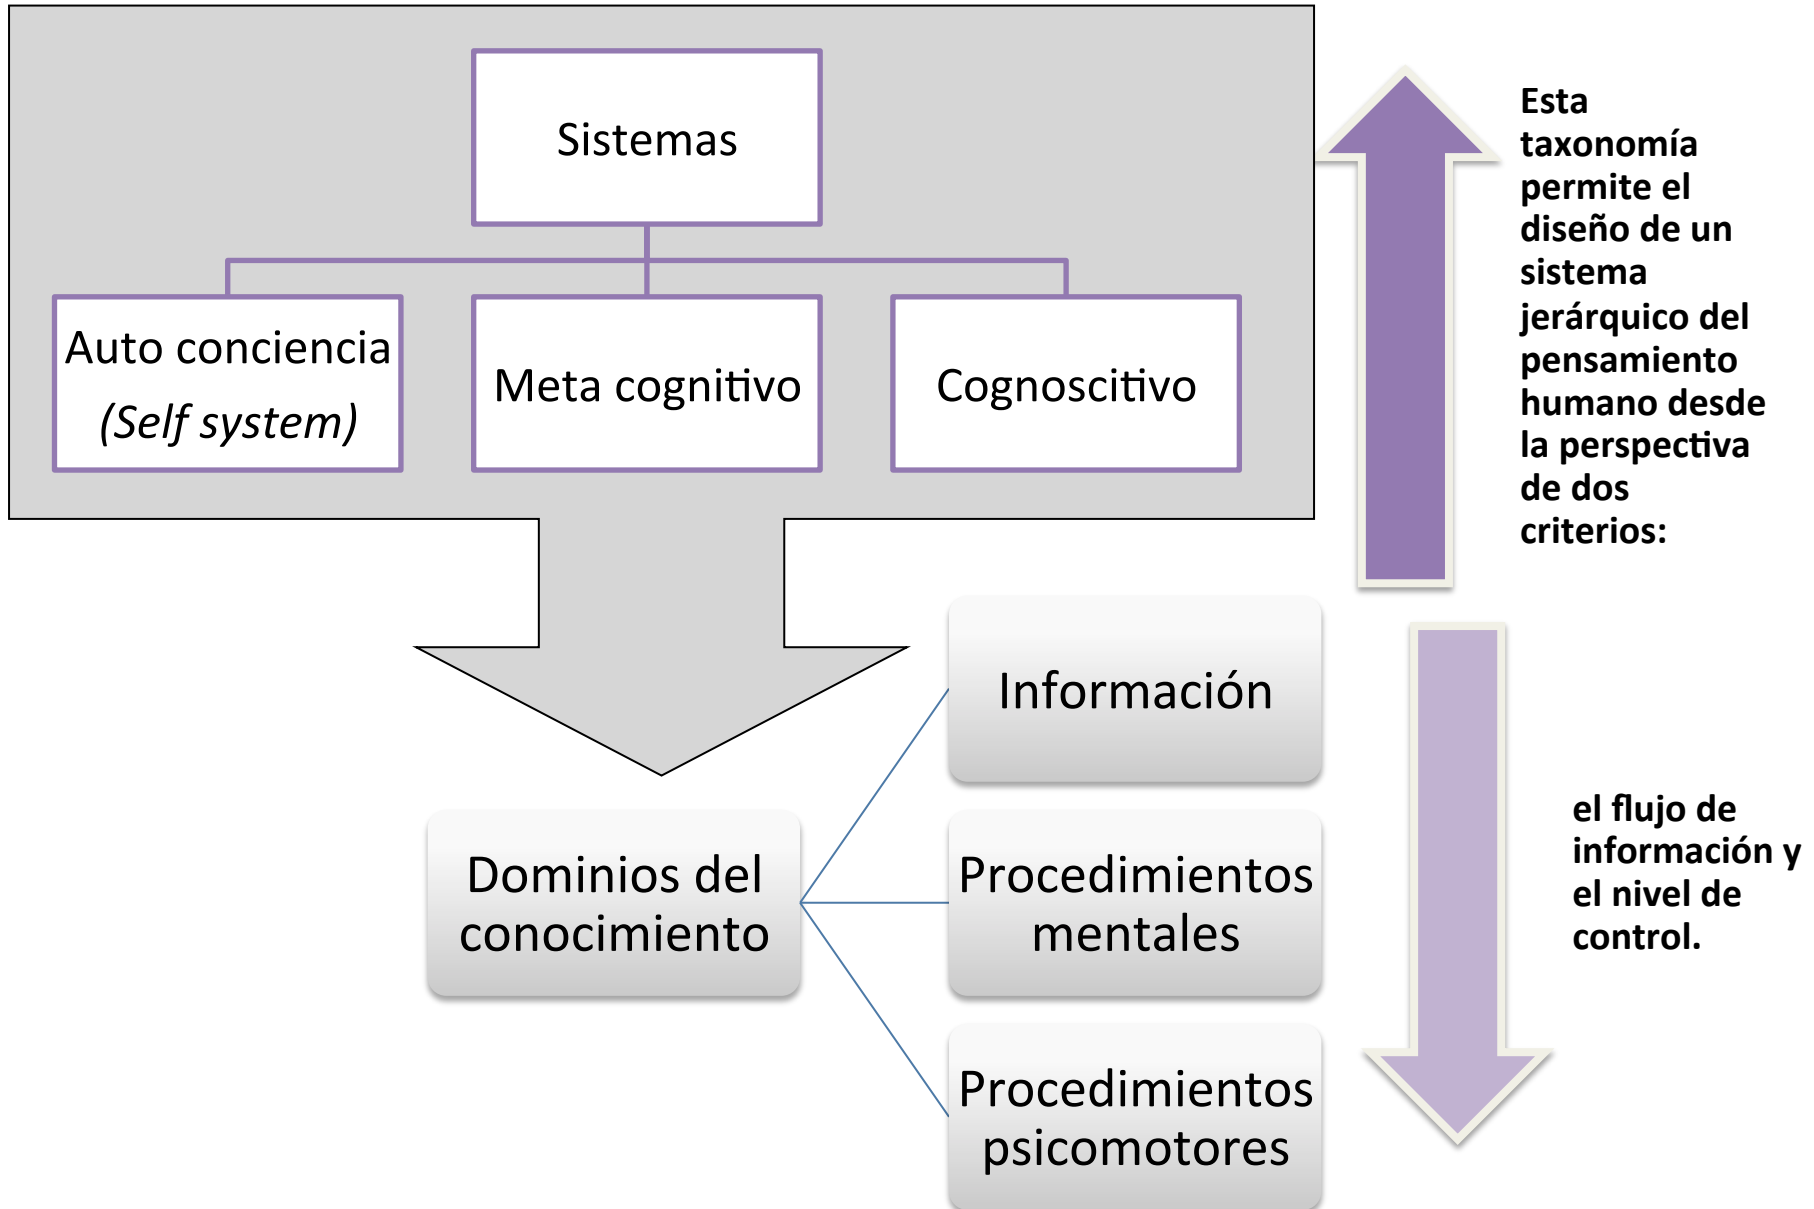 Sistemas
Auto conciencia
(Self system)
Meta cognitivo
Cognoscitivo
Esta
taxonomía
permite el
diseño de un
sistema
jerárquico del
pensamiento
humano desde
la perspectiva
de dos
criterios:
Información
Dominios del
conocimiento
Procedimientos
mentales
Procedimientos
psicomotores
el flujo de
información y
el nivel de
control.